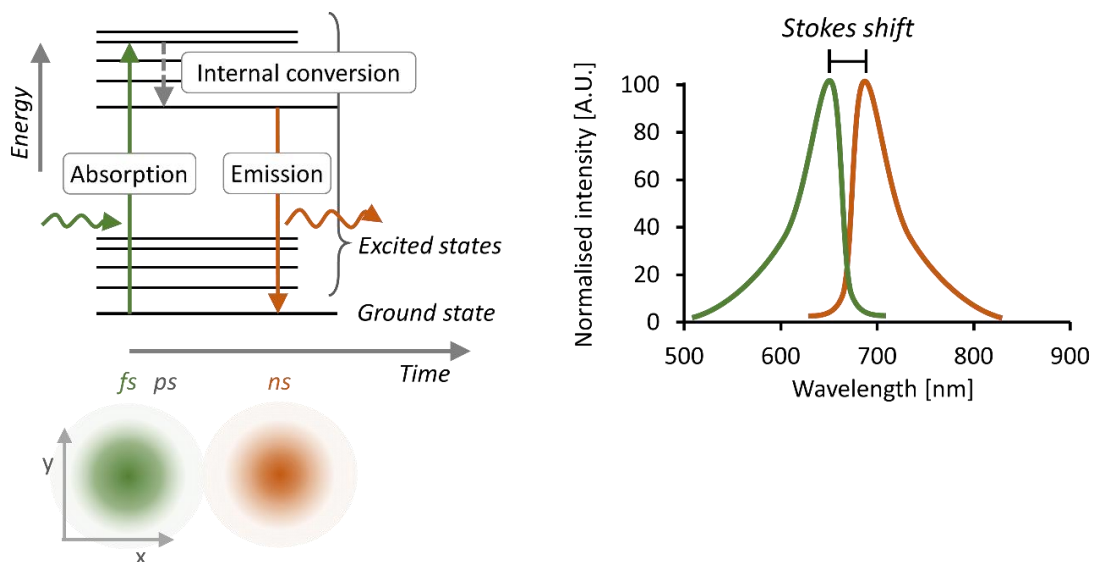 Energy
Internal conversion
Absorption
Emission
Excited states
Ground state
Time
fs ps ns
y
x
Stokes shift
Normalised intensity [A.U.]
100
80
60
40
20
0
500 600 700 800 900
Wavelength [nm]